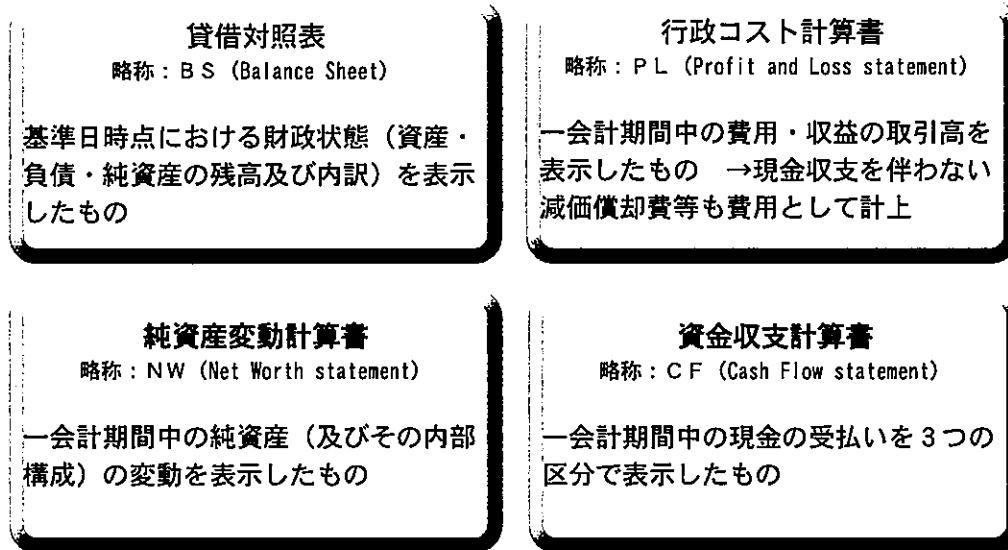 貸借対照表
略称：ＢＳ (Balance Sheet)
基準日時点における財政状態（資産・
負債・純資産の残高及び内訳）を表示
したもの
行政コスト計算書
略称：ＰＬ (Profit and Loss statement)
一会計期間中の費用・収益の取引高を
表示したもの　→現金収支を伴わない
減価償却費等も費用として計上
純資産変動計算書
略称：ＮＷ (Net Worth statement)
一会計期間中の純資産（及びその内部
構成）の変動を表示したもの
資金収支計算書
略称：ＣＦ (Cash Flow statement)
一会計期間中の現金の受払いを３つの
区分で表示したもの